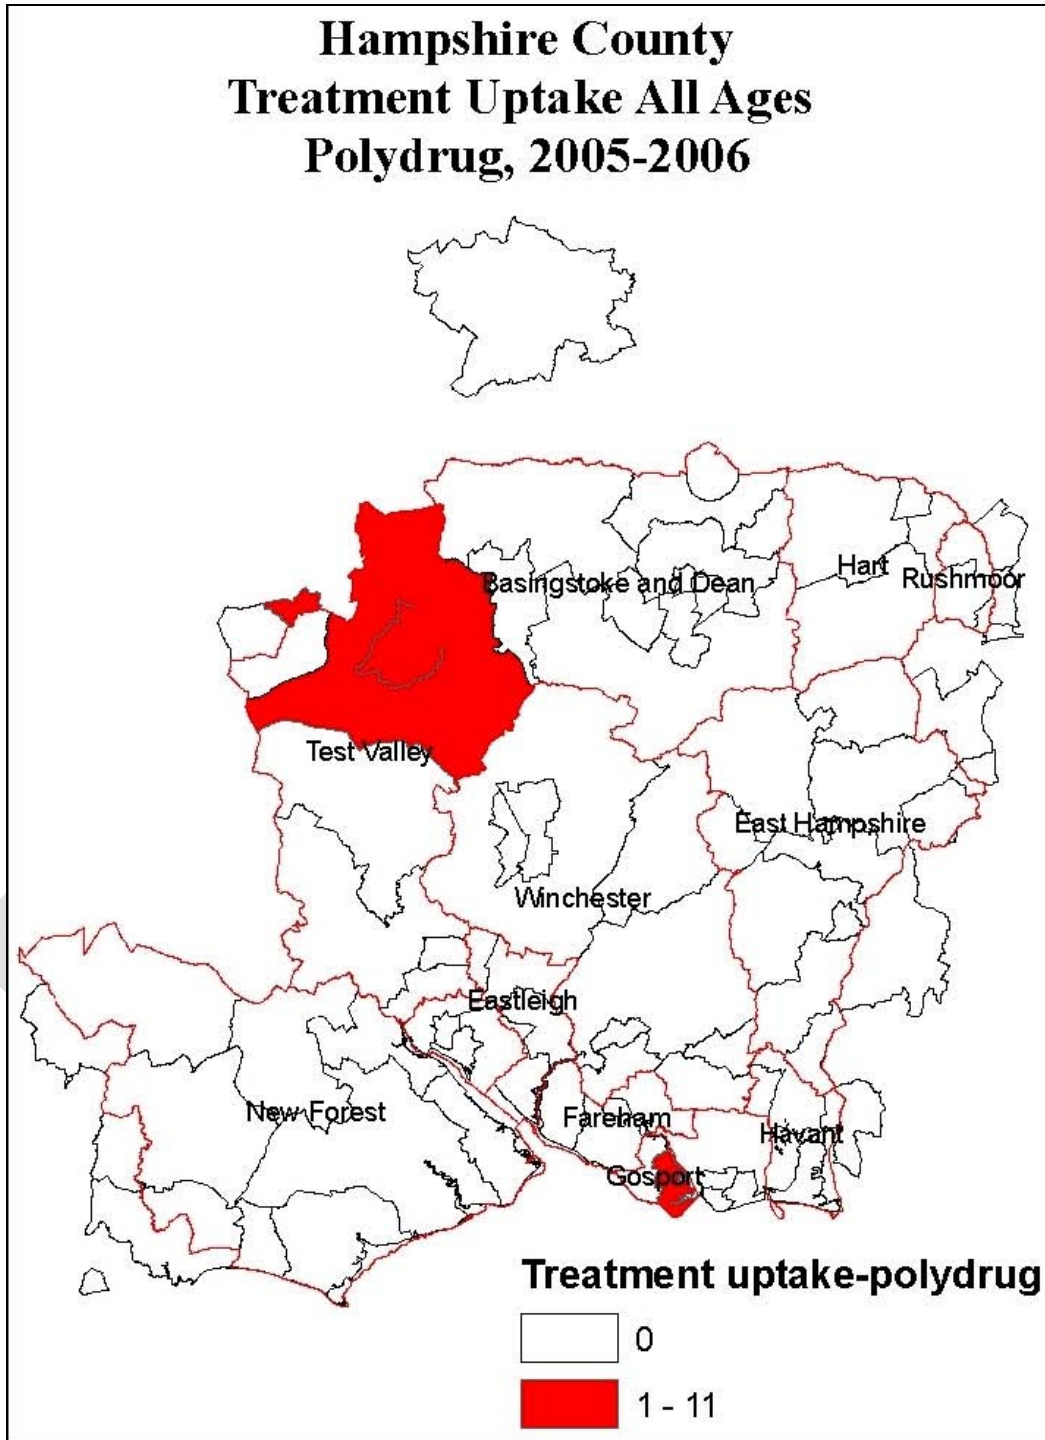 Hampshire County
Treatment Uptake All Ages
Polydrug, 2005-2006
Hart
Basingstoke and Dean
Rushmoor
Test Valley
East Hampshire
Winchester
Eastleigh
New Forest
Fareham
Havant
Gosport
Treatment uptake-polydrug
0
1 - 11